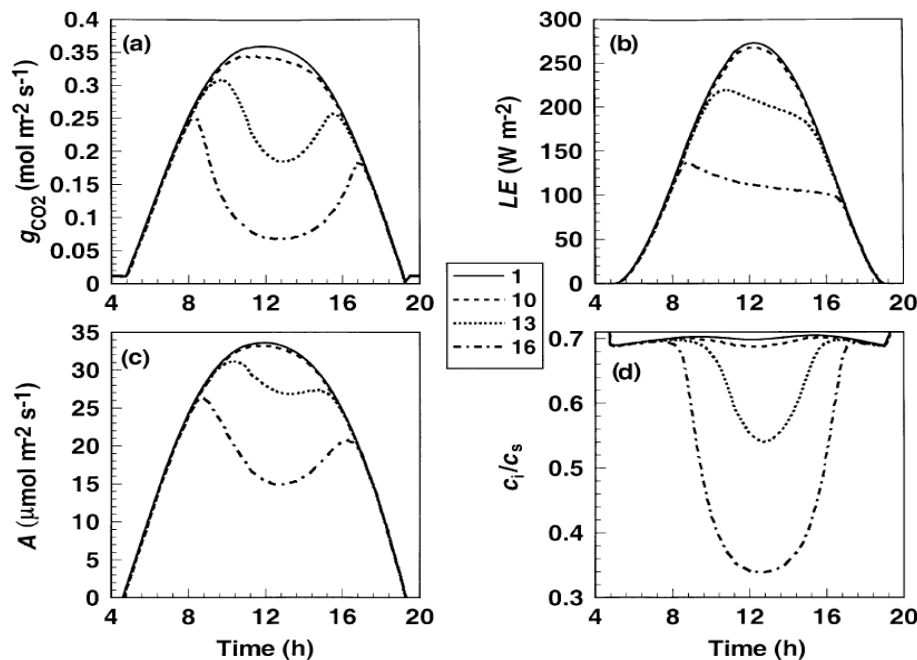 0.4
0.35
0.3
0.25
0.2
0.15
0.1
0.05
0
g_CO2 (mol m-2 s-1)
(a)
4 8 12 16 20
300
250
200
150
100
50
0
LE (W m-2)
(b)
4 8 12 16 20
1
10
13
16
35
30
25
20
15
10
5
0
A (μmol m-2 s-1)
(c)
4 8 12 16 20
Time (h)
0.7
0.6
0.5
0.4
0.3
ci/cs
(d)
4 8 12 16 20
Time (h)